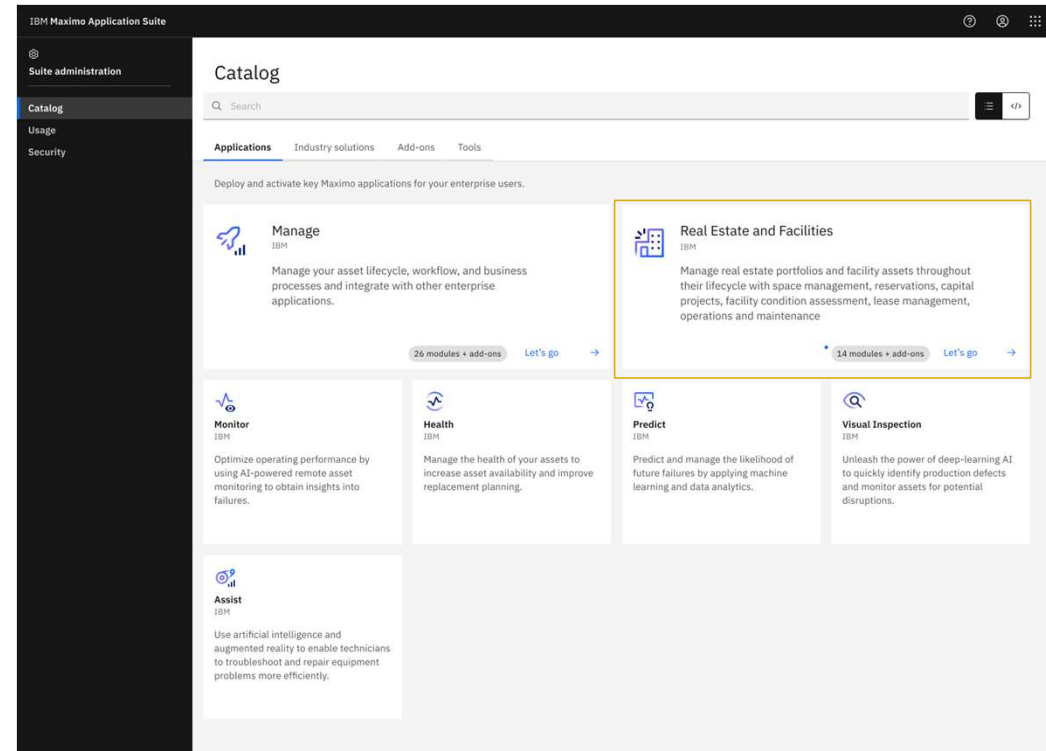 IBM Maximo Application Suite
Suite administration
Catalog
Usage
Security
Catalog
Search
Applications
Industry solutions
Add-ons
Tools
Deploy and activate key Maximo applications for your enterprise users.
Manage
IBM
Manage your asset lifecycle, workflow, and business
processes and integrate with other enterprise
applications.
26 modules + add-ons
Let's go
Real Estate and Facilities
IBM
Manage real estate portfolios and facility assets throughout
their lifecycle with space management, reservations, capital
projects, facility condition assessment, lease management,
operations and maintenance
14 modules + add-ons
Let's go
Monitor
IBM
Optimize operating performance by
using AI-powered remote asset
monitoring to obtain insights into
failures.
Health
IBM
Manage the health of your assets to
increase asset availability and improve
replacement planning.
Predict
IBM
Predict and manage the likelihood of
future failures by applying machine
learning and data analytics.
Visual Inspection
IBM
Unleash the power of deep-learning AI
to quickly identify production defects
and monitor assets for potential
disruptions.
Assist
IBM
Use artificial intelligence and
augmented reality to enable technicians
to troubleshoot and repair equipment
problems more efficiently.